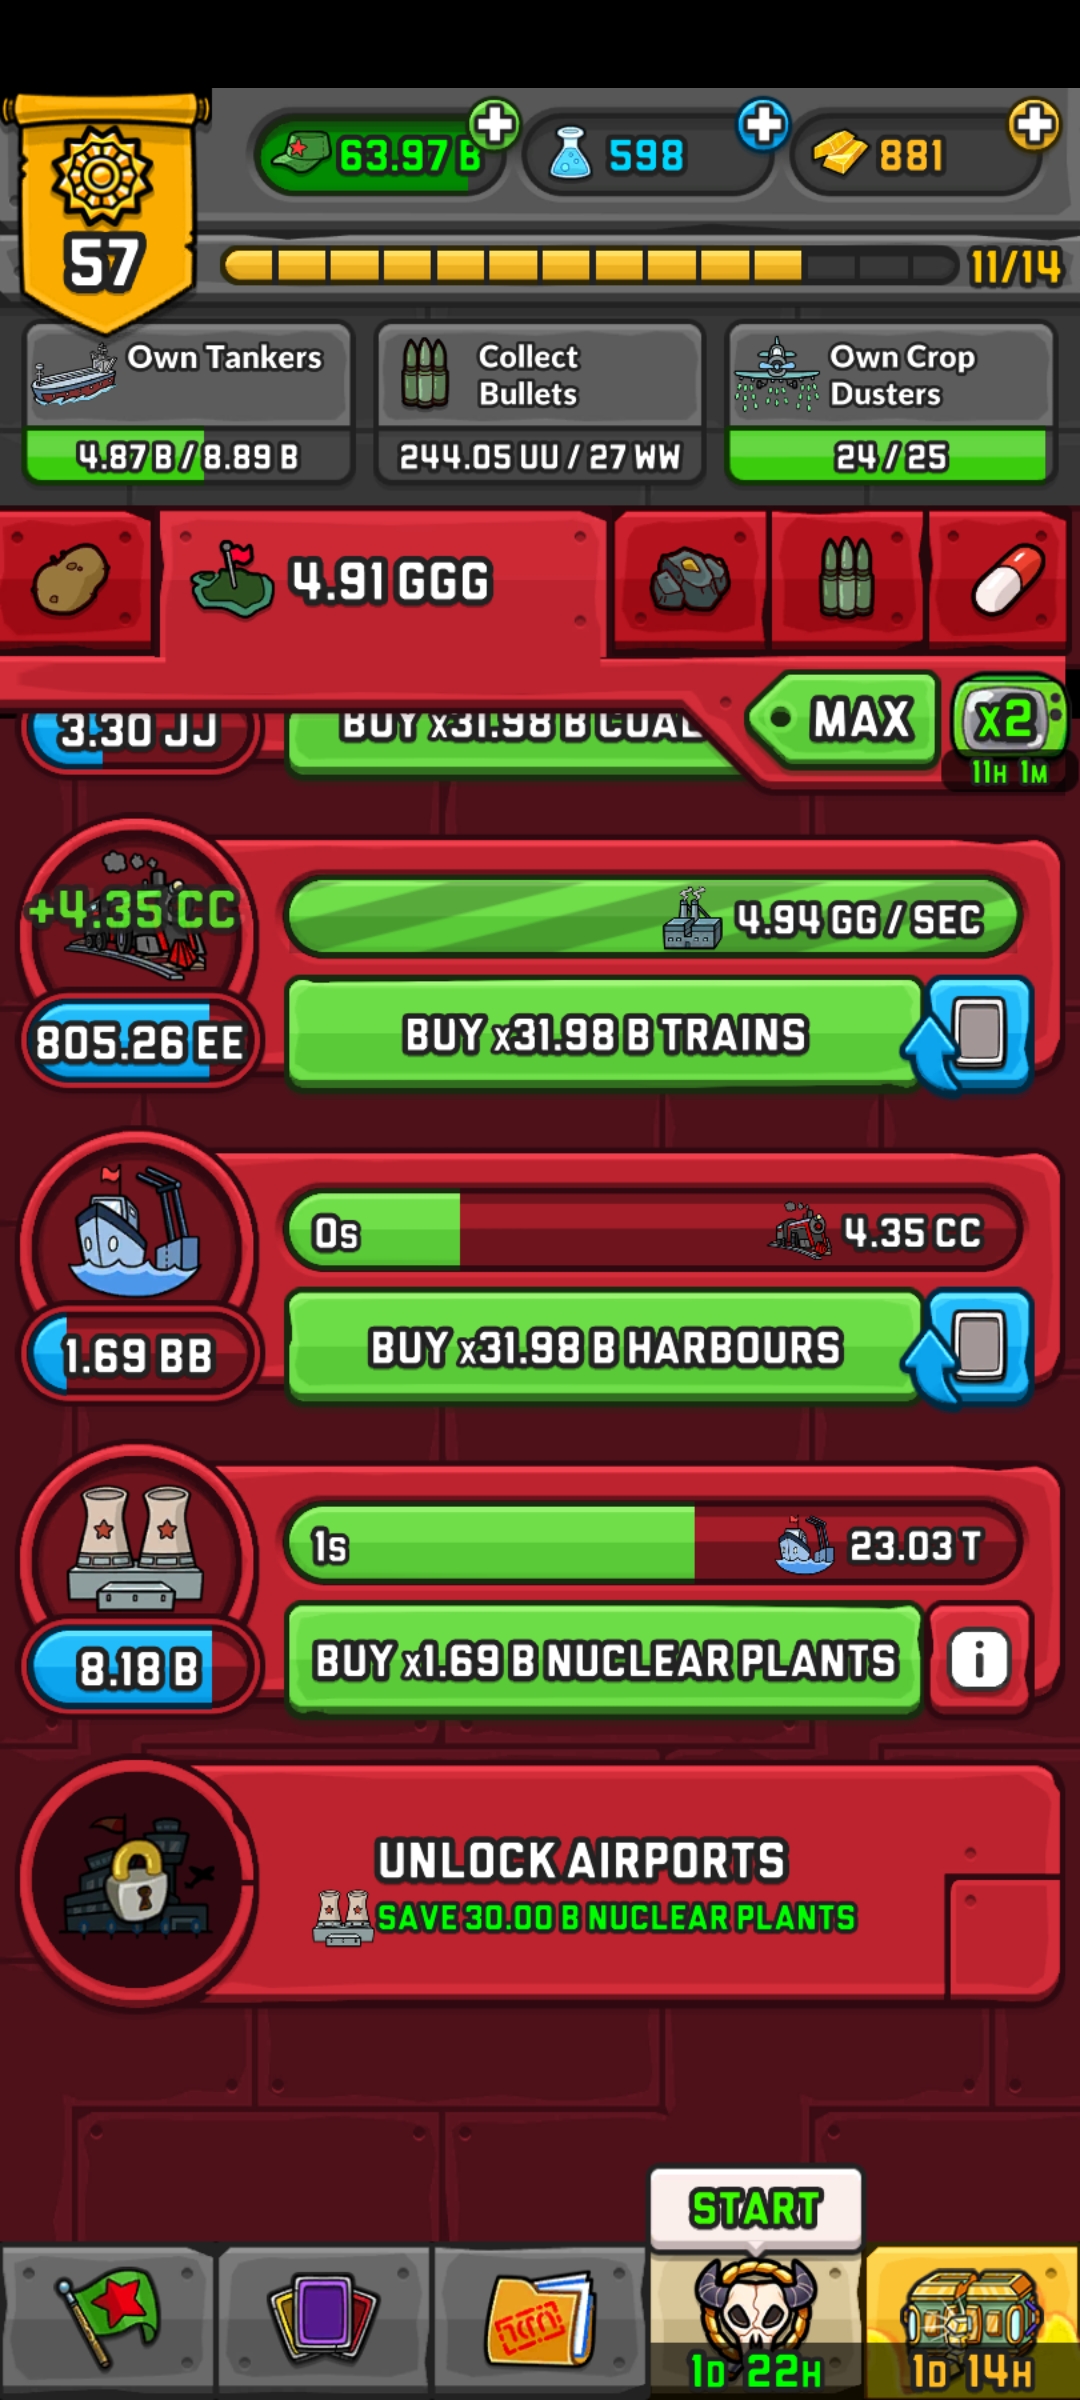 63.97 B
598
881
57
11/14
Own Tankers
4.87 B / 8.89 B
Collect
Bullets
244.05 UU / 27 WW
Own Crop
Dusters
24 / 25
4.91 GGG
MAX
x2
11H 1M
3.30 JJ
BUY x31.98 B COAL
+4.35 CC
4.94 GG / SEC
805.26 EE
BUY x31.98 B TRAINS
0s
4.35 CC
1.69 BB
BUY x31.98 B HARBOURS
1s
23.03 T
8.18 B
BUY x1.69 B NUCLEAR PLANTS
i
UNLOCK AIRPORTS
SAVE 30.00 B NUCLEAR PLANTS
START
1D 22H
1D 14H